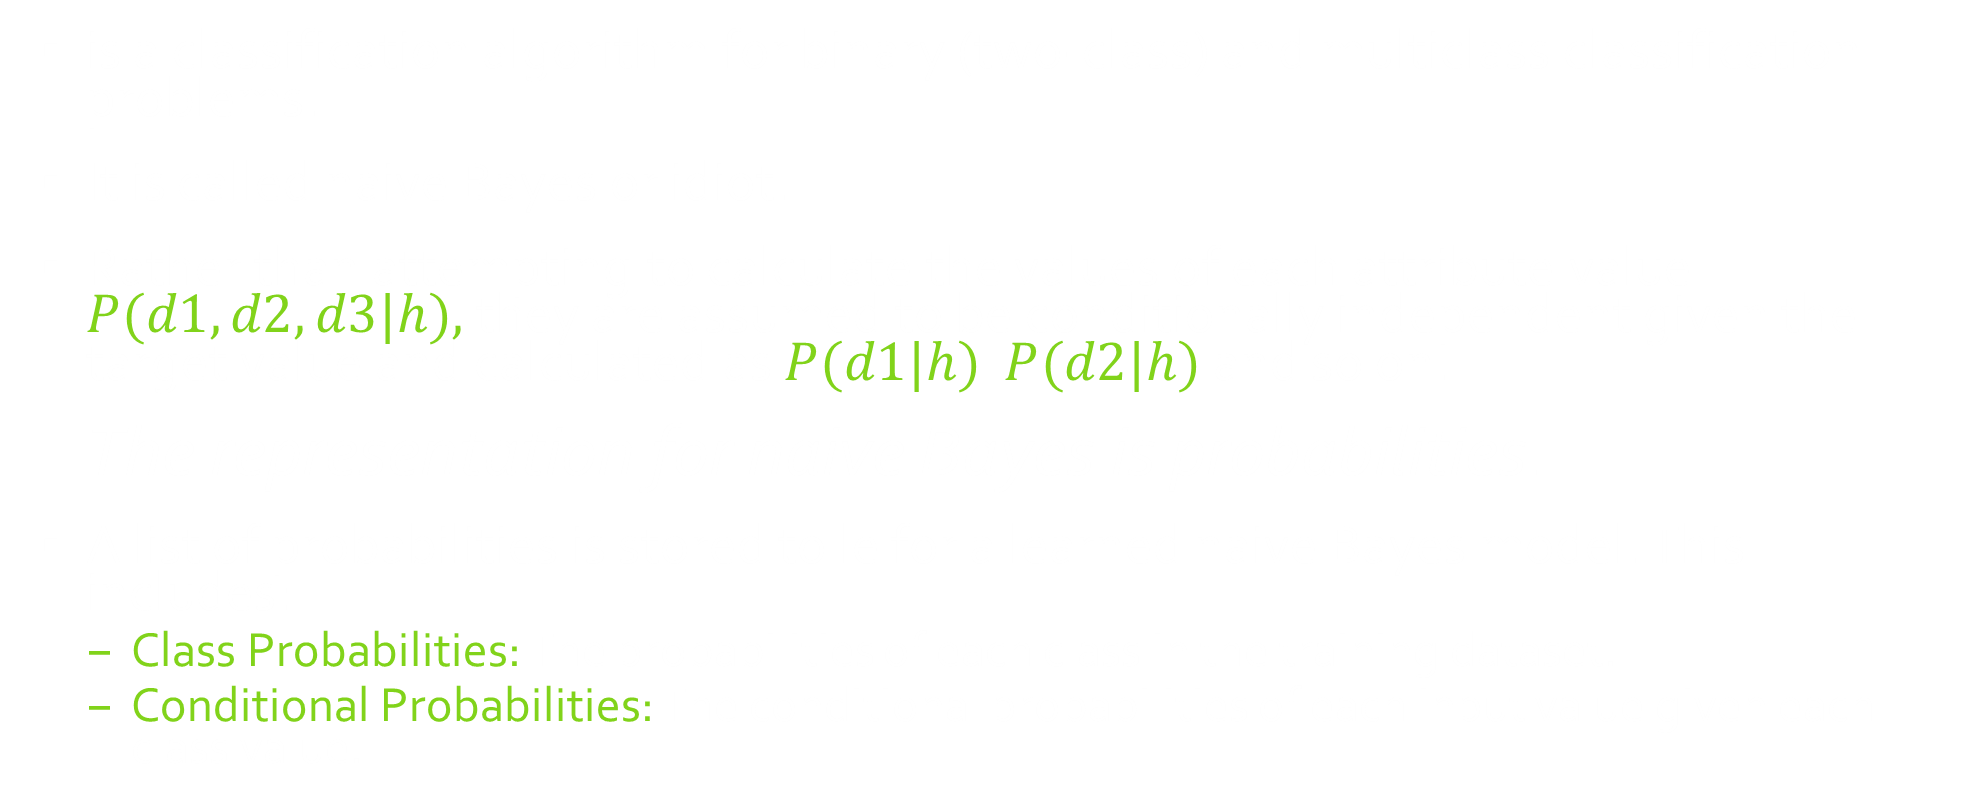 P(d1, d2, d3|h),
P(d1|h) P(d2|h)
– Class Probabilities:
– Conditional Probabilities: